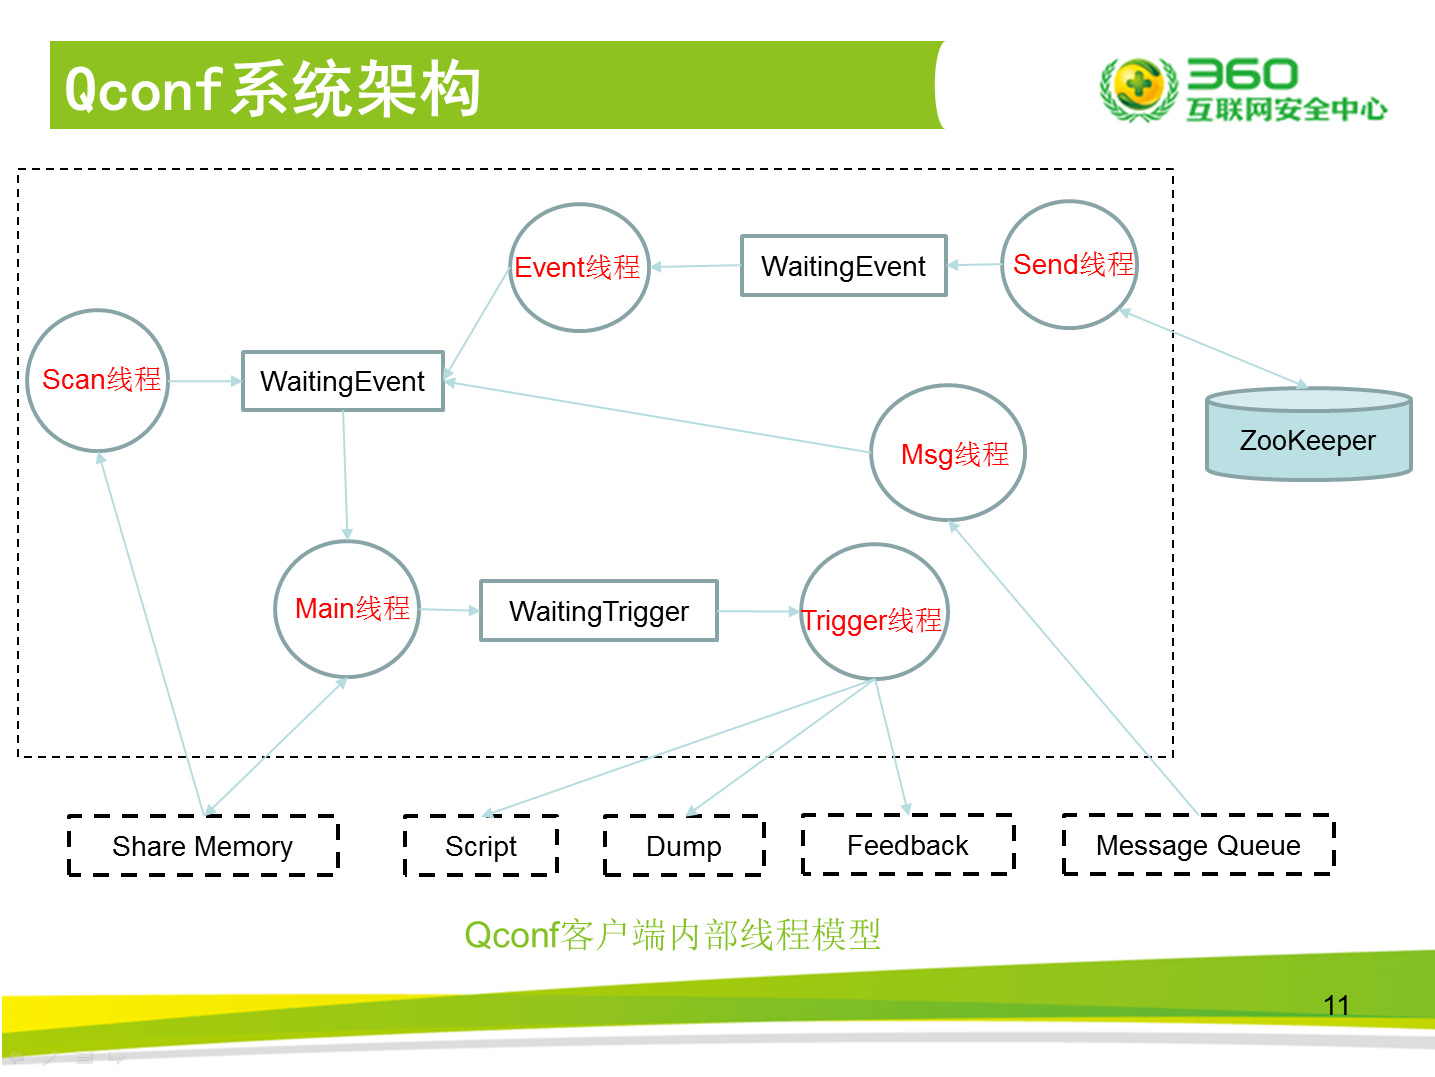 Qconf系统架构
360
互联网安全中心
Event线程
WaitingEvent
Send线程
Scan线程
WaitingEvent
Msg线程
ZooKeeper
Main线程
WaitingTrigger
Trigger线程
Share Memory
Script
Dump
Feedback
Message Queue
Qconf客户端内部线程模型
11